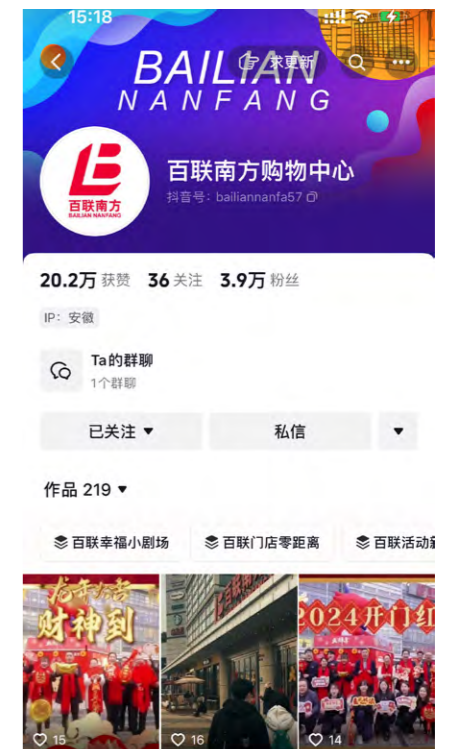 15:18
BAILIAN
求更新
NANFANG
百联南方
BAILIAN NANFANG
百联南方购物中心
抖音号：bailiannanfa57
20.2万 获赞 36 关注 3.9万 粉丝
IP：安徽
Ta的群聊
1个群聊
已关注
私信
作品 219
百联幸福小剧场
百联门店零距离
百联活动
财神到
2024开门红
15
16
14